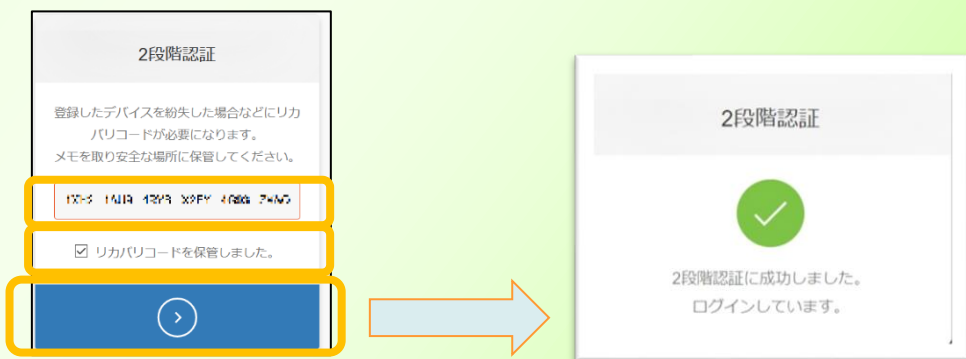 2段階認証
登録したデバイスを紛失した場合などにリカ
バリコードが必要になります。
メモを取り安全な場所に保管してください。
リカバリコードを保管しました。
2段階認証
2段階認証に成功しました。
ログインしています。